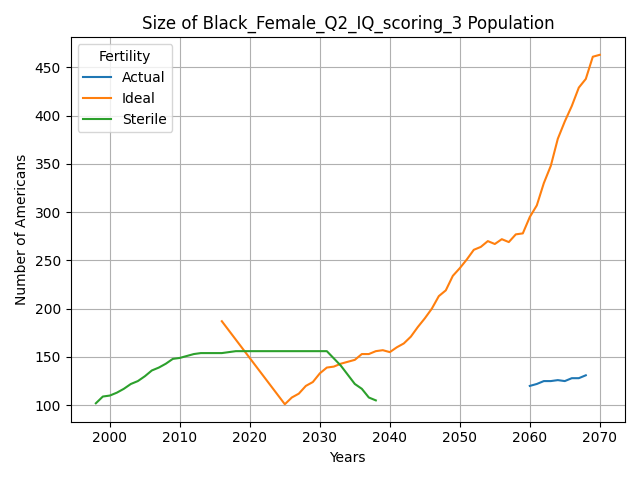 Size of Black_Female_Q2_IQ_scoring_3 Population
Fertility
Actual
Ideal
Sterile
Number of Americans
450
400
350
300
250
200
150
100
2000 2010 2020 2030 2040 2050 2060 2070
Years